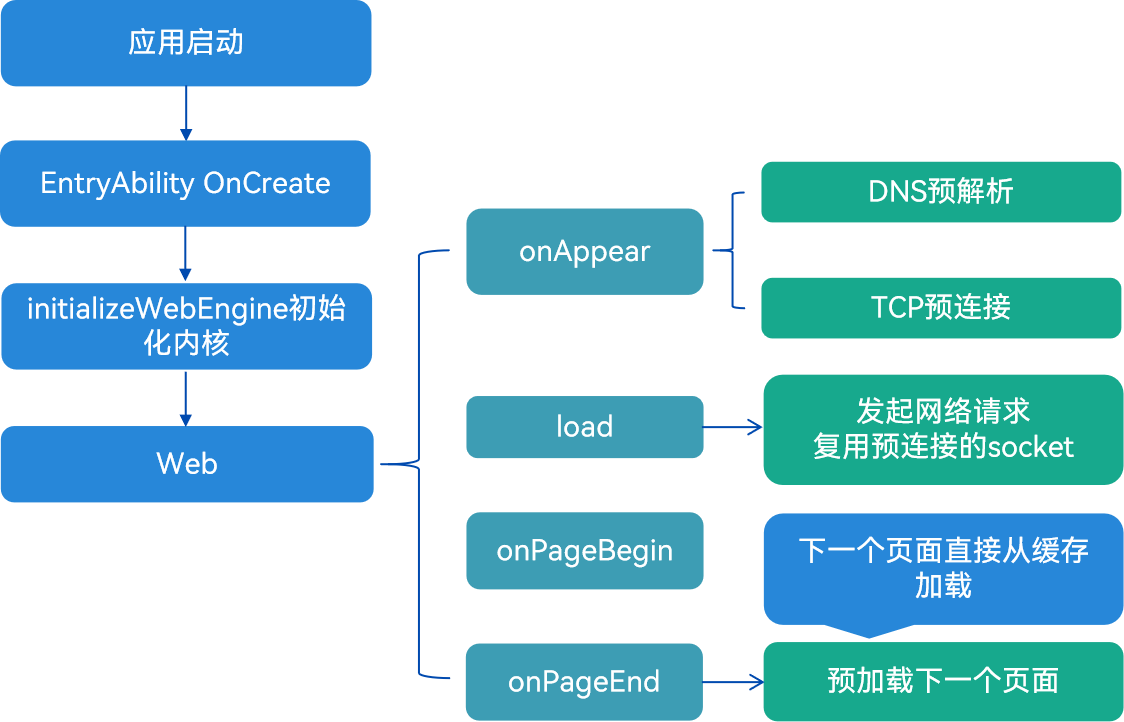 应用启动
EntryAbility OnCreate
initializeWebEngine初始
化内核
Web
onAppear
DNS预解析
TCP预连接
load
发起网络请求
复用预连接的socket
onPageBegin
下一个页面直接从缓存
加载
onPageEnd
预加载下一个页面